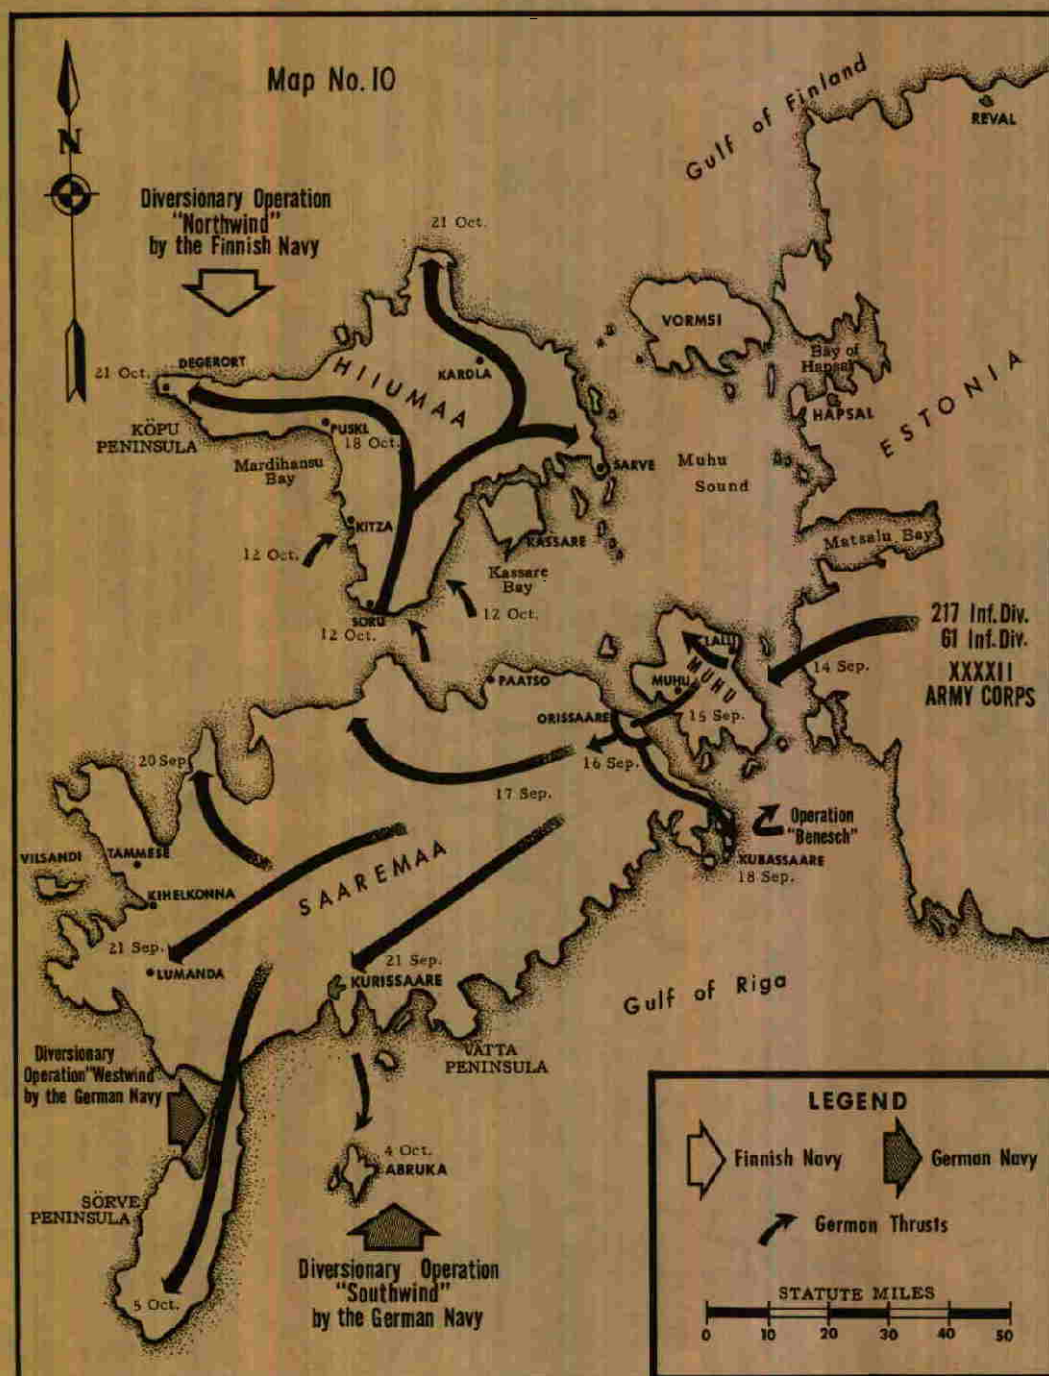 Map No. 10
N
Gulf of Finland
REVAL
Diversionary Operation
"Northwind"
by the Finnish Navy
21 Oct.
VORMSI
Bay of
Hapsal
HAPSAL
ESTONIA
DEGERORT
21 Oct.
KÖPU
PENINSULA
HIIUMAA
KARDLA
PUSKI
18 Oct.
Mardihansu
Bay
SARVE
Muhu
Sound
KITZA
12 Oct.
KASSARE
Kassare
Bay
Matsalu Bay
SORU
12 Oct.
12 Oct.
217 Inf. Div.
61 Inf. Div.
XXXXII
ARMY CORPS
14 Sep.
LALLI
MUHU
MUHU
PAATSO
ORISSAARE
15 Sep.
16 Sep.
17 Sep.
20 Sep.
Operation
"Benesch"
KUBASSAARE
18 Sep.
VILSANDI
TAMMESE
KIHELKONNA
SAAREMAA
21 Sep.
LUMANDA
21 Sep.
KURISSAARE
Gulf of Riga
VATTA
PENINSULA
Diversionary
Operation "Westwind"
by the German Navy
4 Oct.
ABRUKA
SÖRVE
PENINSULA
5 Oct.
Diversionary Operation
"Southwind"
by the German Navy
LEGEND
Finnish Navy
German Navy
German Thrusts
STATUTE MILES
0 10 20 30 40 50